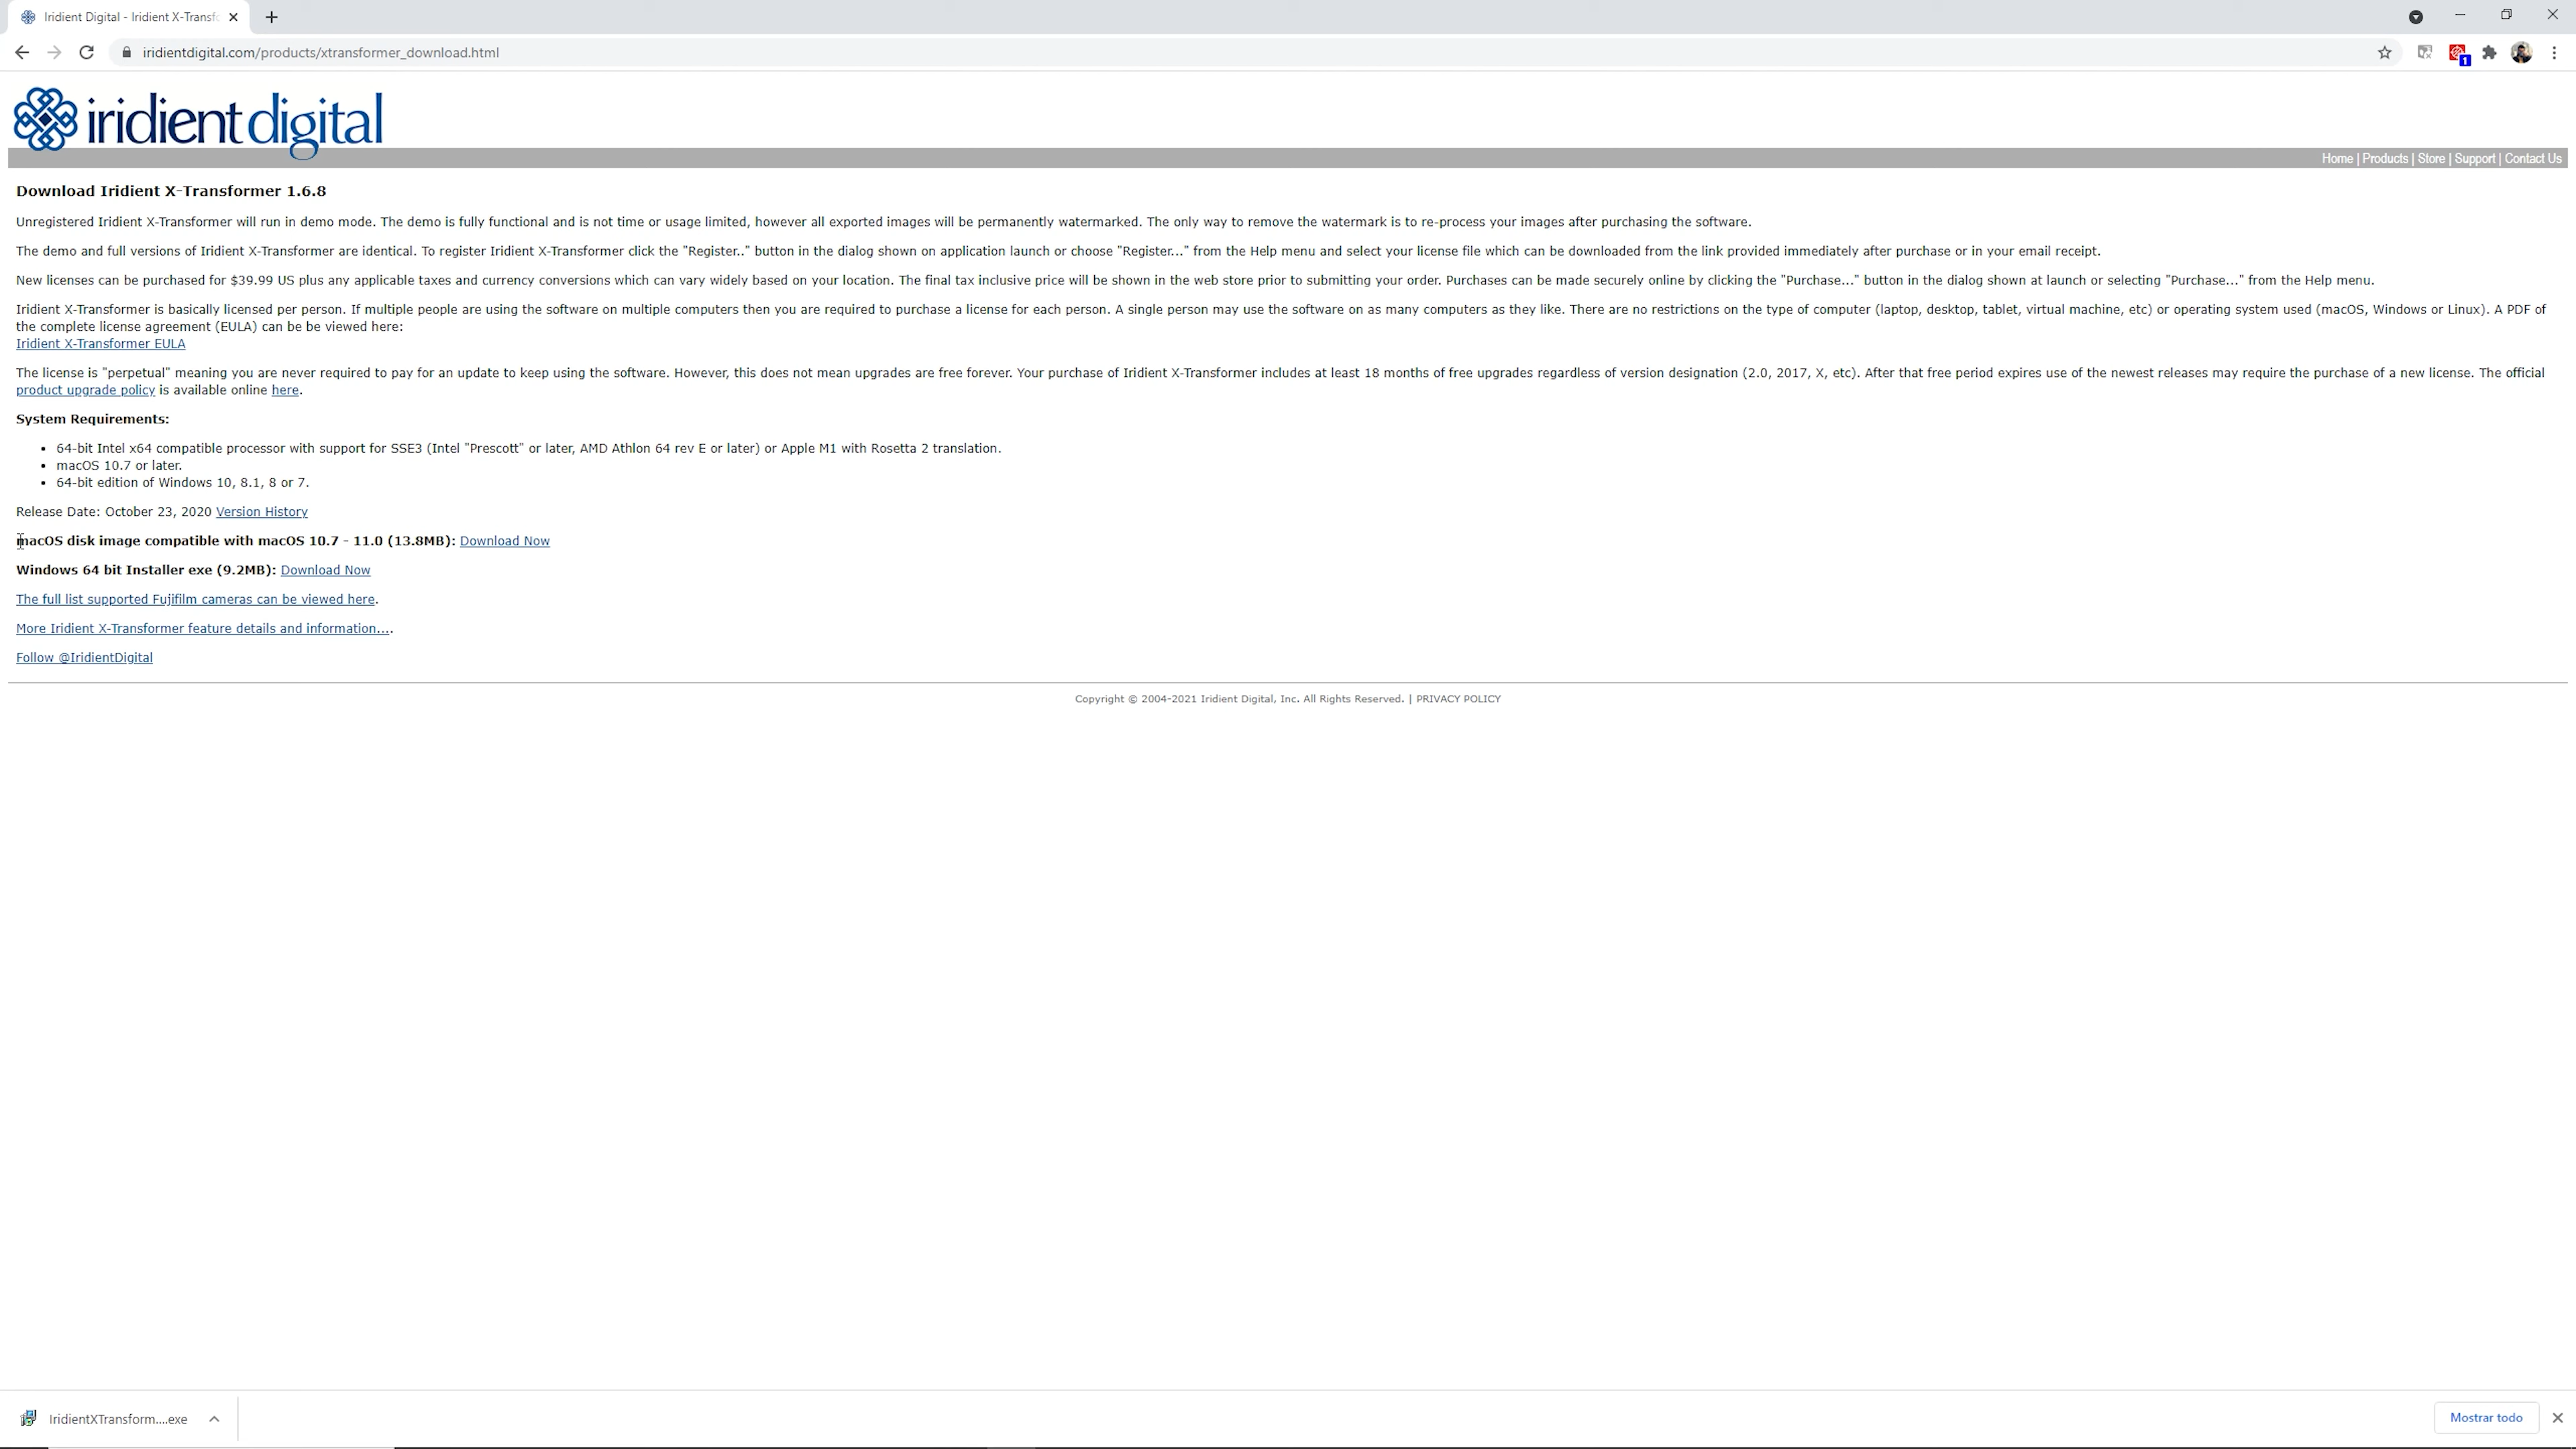 Iridient Digital - Iridient X-Transf
iridientdigital.com/products/xtransformer_download.html
1
iridientdigital
Home | Products | Store | Support | Contact Us
Download Iridient X-Transformer 1.6.8
Unregistered Iridient X-Transformer will run in demo mode. The demo is fully functional and is not time or usage limited, however all exported images will be permanently watermarked. The only way to remove the watermark is to re-process your images after purchasing the software.
The demo and full versions of Iridient X-Transformer are identical. To register Iridient X-Transformer click the "Register.." button in the dialog shown on application launch or choose "Register..." from the Help menu and select your license file which can be downloaded from the link provided immediately after purchase or in your email receipt.
New licenses can be purchased for $39.99 US plus any applicable taxes and currency conversions which can vary widely based on your location. The final tax inclusive price will be shown in the web store prior to submitting your order. Purchases can be made securely online by clicking the "Purchase..." button in the dialog shown at launch or selecting "Purchase..." from the Help menu.
Iridient X-Transformer is basically licensed per person. If multiple people are using the software on multiple computers then you are required to purchase a license for each person. A single person may use the software on as many computers as they like. There are no restrictions on the type of computer (laptop, desktop, tablet, virtual machine, etc) or operating system used (macOS, Windows or Linux). A PDF of
the complete license agreement (EULA) can be be viewed here:
Iridient X-Transformer EULA
The license is "perpetual" meaning you are never required to pay for an update to keep using the software. However, this does not mean upgrades are free forever. Your purchase of Iridient X-Transformer includes at least 18 months of free upgrades regardless of version designation (2.0, 2017, X, etc). After that free period expires use of the newest releases may require the purchase of a new license. The official
product upgrade policy is available online here.
System Requirements:
• 64-bit Intel x64 compatible processor with support for SSE3 (Intel "Prescott" or later, AMD Athlon 64 rev E or later) or Apple M1 with Rosetta 2 translation.
• macOS 10.7 or later.
• 64-bit edition of Windows 10, 8.1, 8 or 7.
Release Date: October 23, 2020 Version History
macOS disk image compatible with macOS 10.7 - 11.0 (13.8MB): Download Now
Windows 64 bit Installer exe (9.2MB): Download Now
The full list supported Fujifilm cameras can be viewed here.
More Iridient X-Transformer feature details and information....
Follow @IridientDigital
Copyright © 2004-2021 Iridient Digital, Inc. All Rights Reserved. | PRIVACY POLICY
IridientXTransform....exe
Mostrar todo